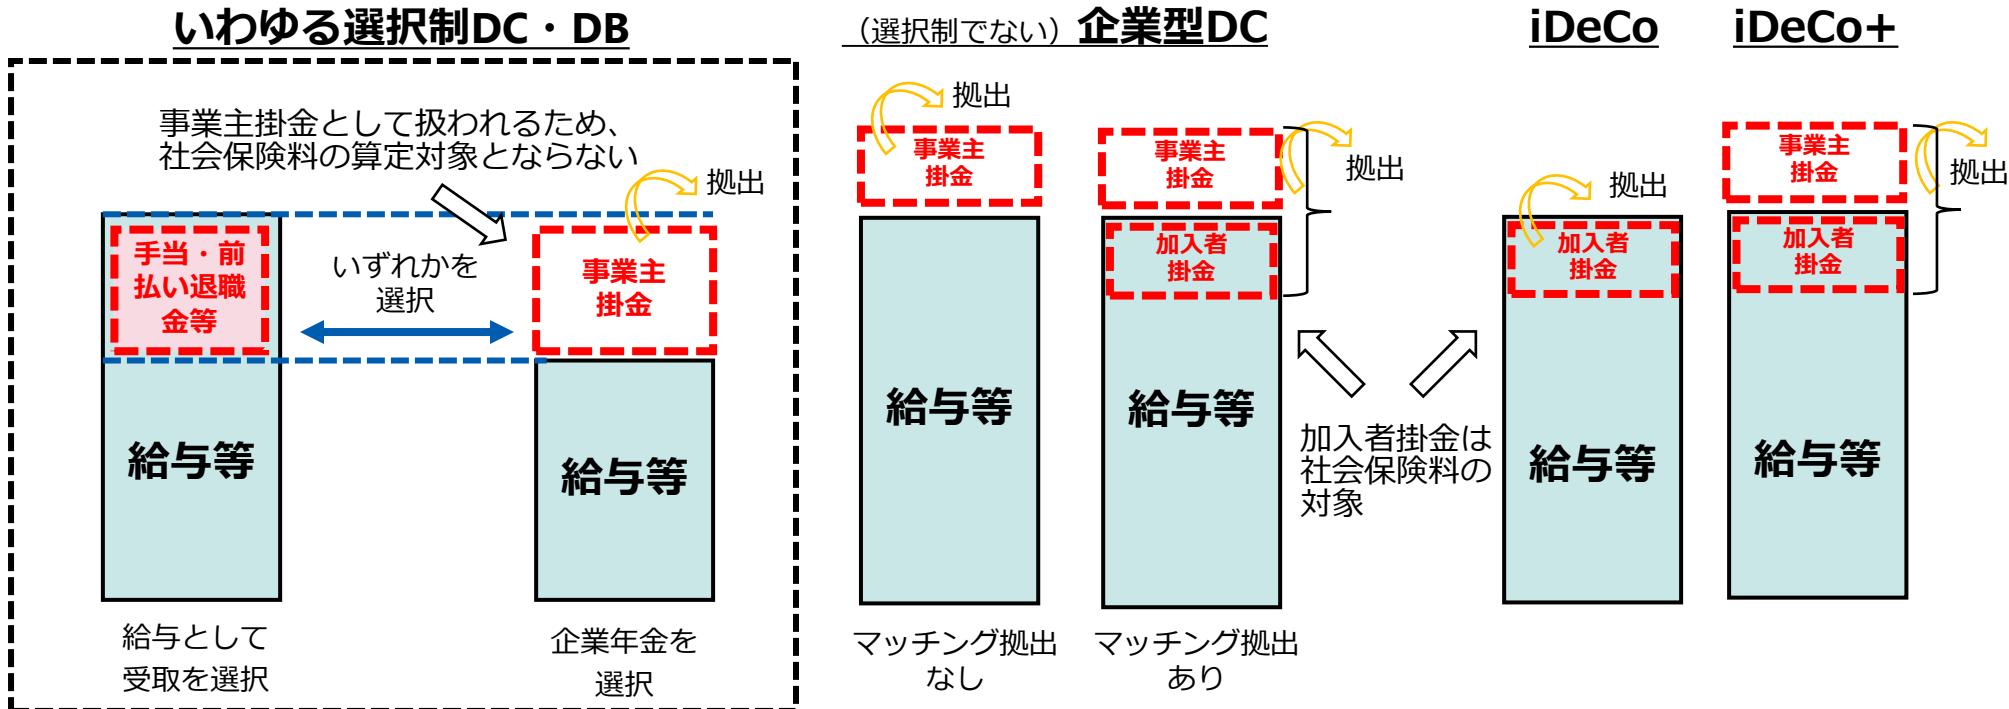 いわゆる選択制DC・DB
事業主掛金として扱われるため、
社会保険料の算定対象とならない
拠出
手当・前
払い退職
金等
いずれかを
選択
事業主
掛金
給与等
給与等
給与として
受取を選択
企業年金を
選択
（選択制でない）企業型DC
拠出
事業主
掛金
給与等
マッチング拠出
なし
事業主
掛金
拠出
加入者
掛金
給与等
マッチング拠出
あり
加入者掛金は
社会保険料の
対象
iDeCo
拠出
加入者
掛金
給与等
iDeCo+
事業主
掛金
拠出
加入者
掛金
給与等